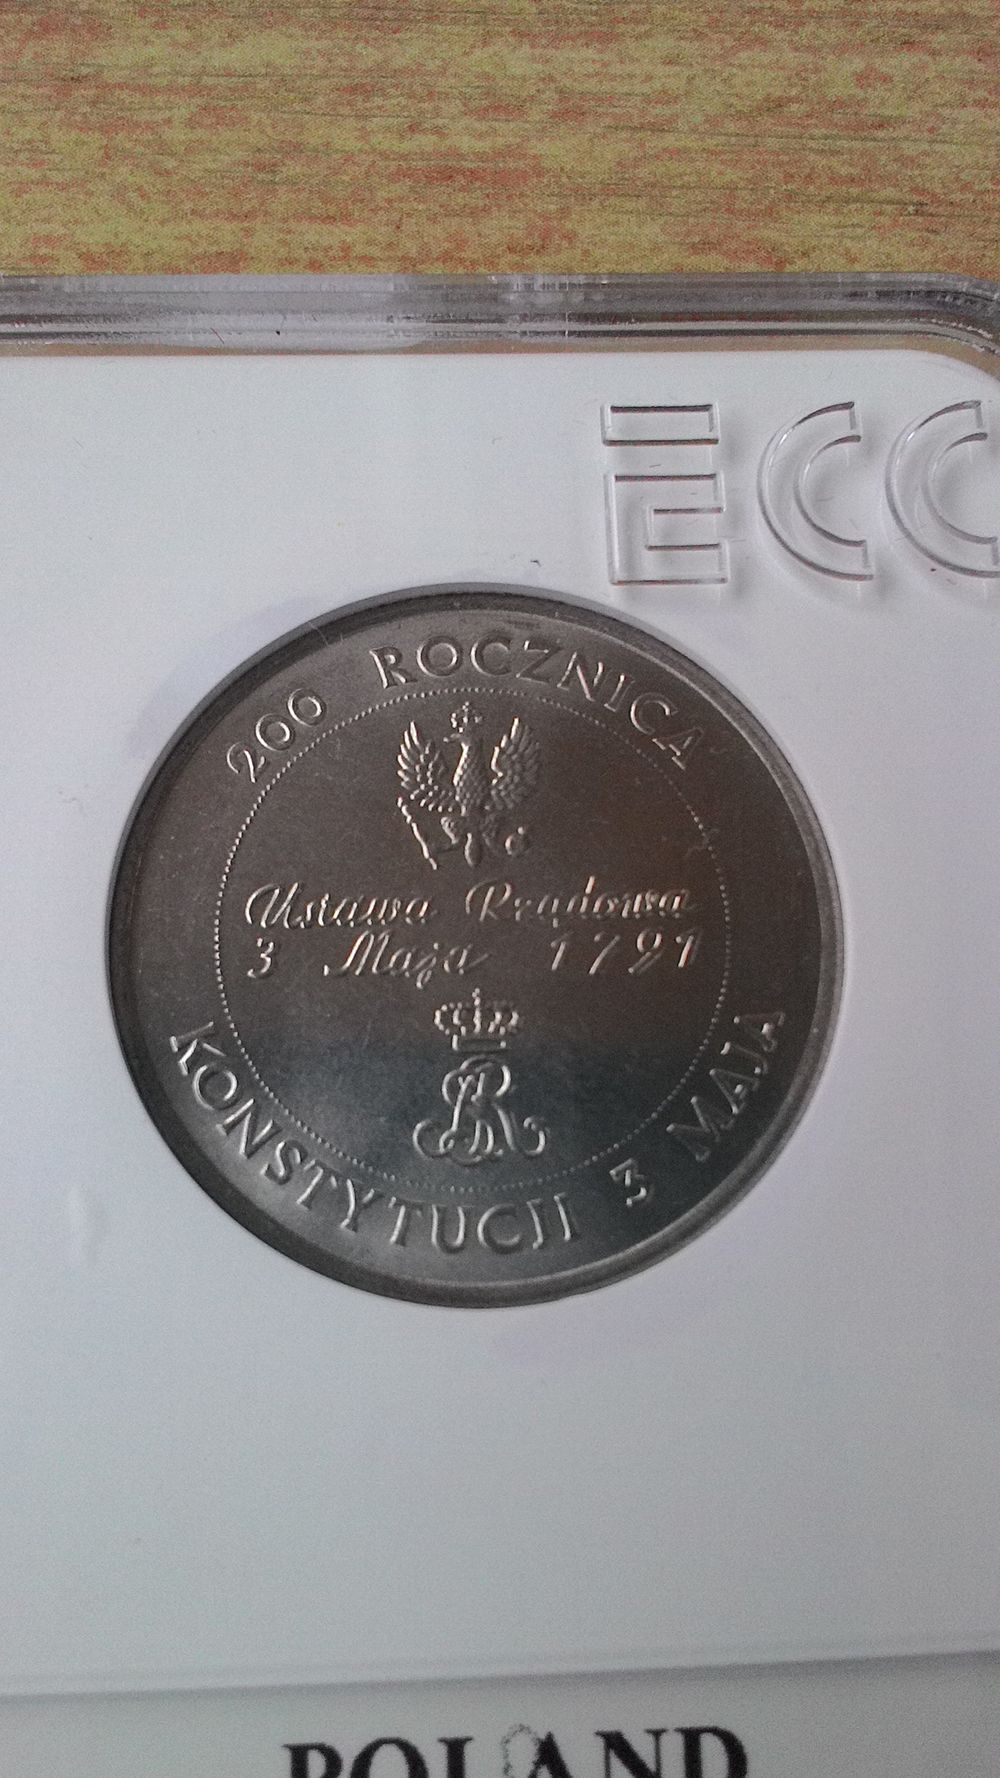 ECC
200 ROCZNICA
Ustawa Rządowa
3 Maja 1791
KONSTYTUCJI 3 MAJA
POLAND